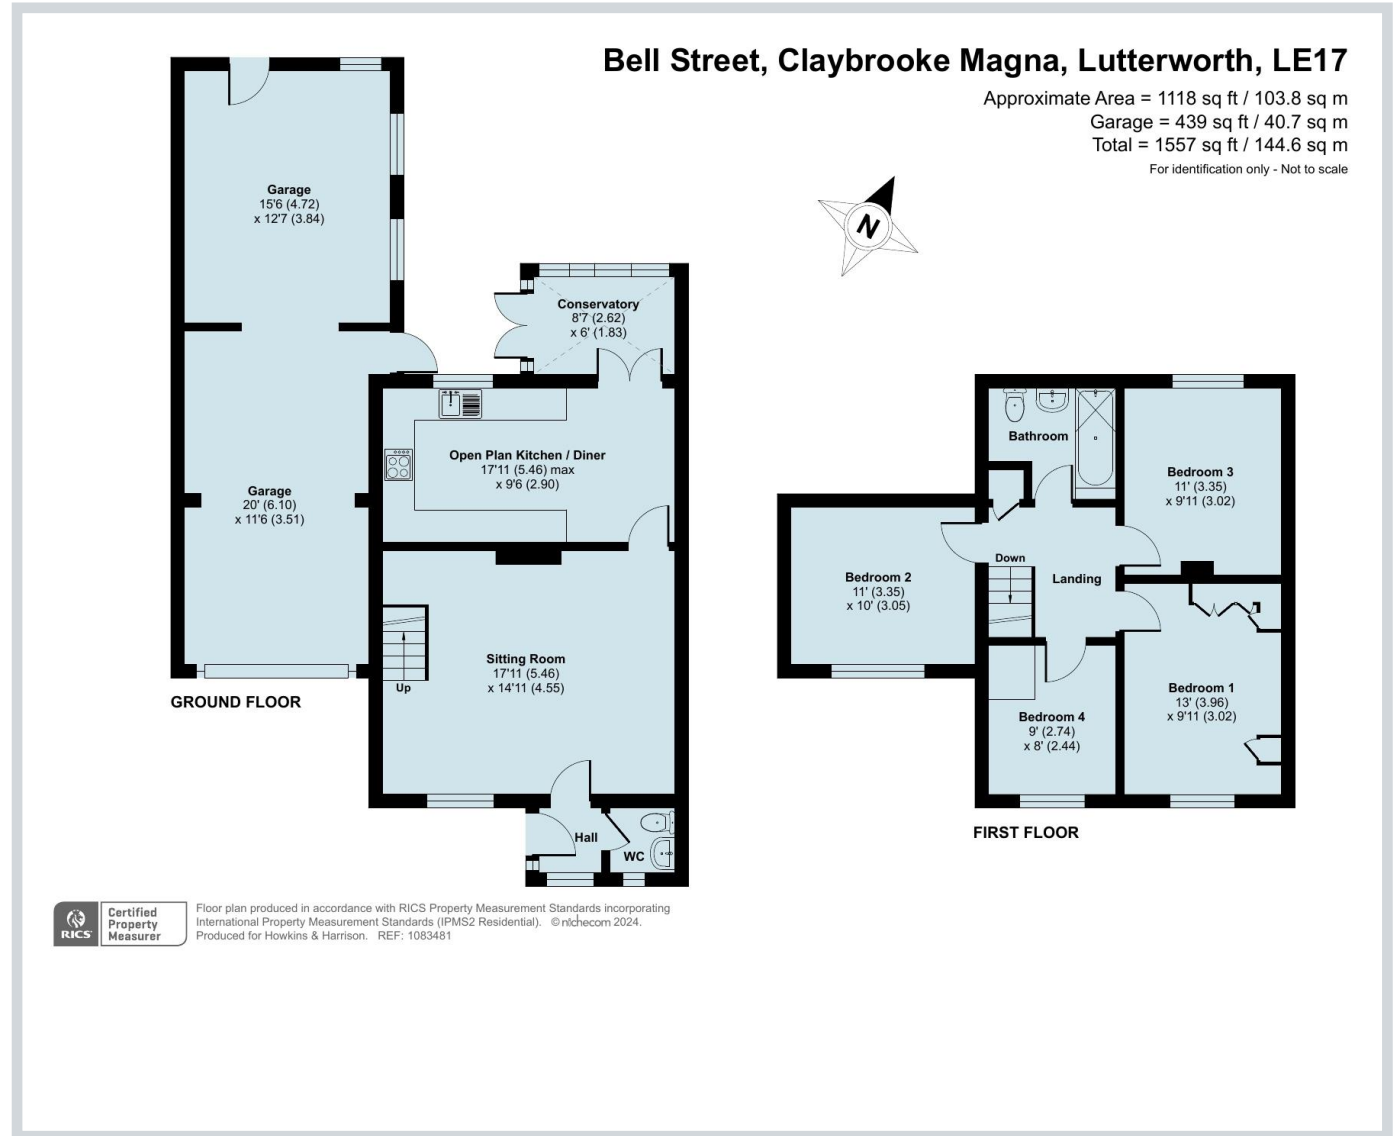 Bell Street, Claybrooke Magna, Lutterworth, LE17
Approximate Area = 1118 sq ft / 103.8 sq m
Garage = 439 sq ft / 40.7 sq m
Total = 1557 sq ft / 144.6 sq m
For identification only - Not to scale
N
Garage
15'6 (4.72)
x 12'7 (3.84)
Conservatory
8'7 (2.62)
x 6' (1.83)
Open Plan Kitchen / Diner
17'11 (5.46) max
x 9'6 (2.90)
Garage
20' (6.10)
x 11'6 (3.51)
Sitting Room
17'11 (5.46)
x 14'11 (4.55)
Up
Hall
WC
GROUND FLOOR
Bathroom
Bedroom 3
11' (3.35)
x 9'11 (3.02)
Bedroom 2
11' (3.35)
x 10' (3.05)
Down
Landing
Bedroom 1
13' (3.96)
x 9'11 (3.02)
Bedroom 4
9' (2.74)
x 8' (2.44)
FIRST FLOOR
RICS
Certified
Property
Measurer
Floor plan produced in accordance with RICS Property Measurement Standards incorporating
International Property Measurement Standards (IPMS2 Residential). © nichecom 2024.
Produced for Howkins & Harrison. REF: 1083481